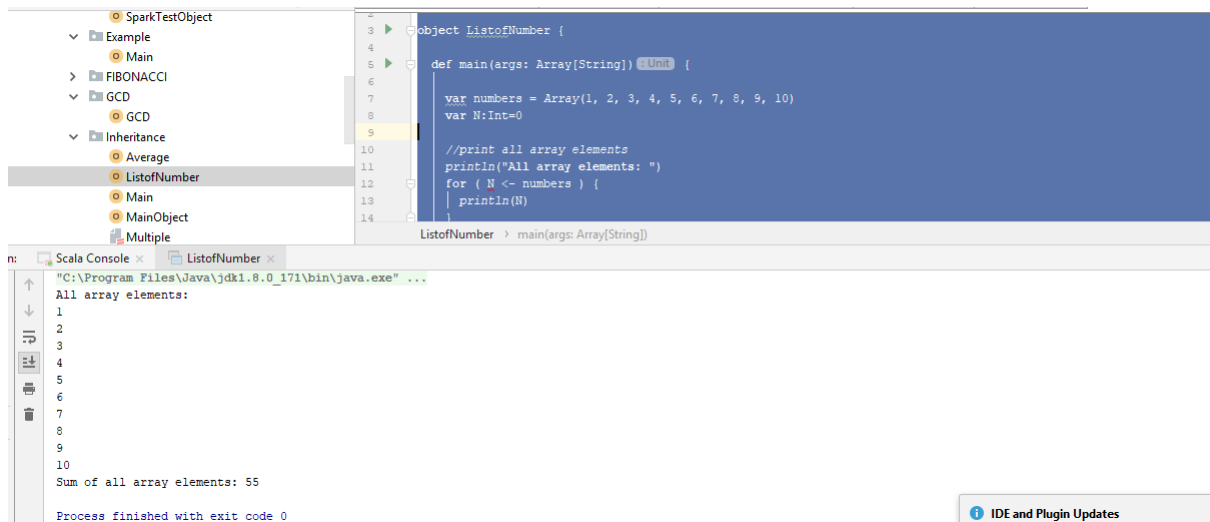 SparkTestObject
Example
Main
FIBONACCI
GCD
GCD
Inheritance
Average
ListofNumber
Main
MainObject
Multiple
2
3 object ListofNumber {
4
5 def main(args: Array[String]) : Unit {
6
7 var numbers = Array(1, 2, 3, 4, 5, 6, 7, 8, 9, 10)
8 var N:Int=0
9
10 //print all array elements
11 println("All array elements: ")
12 for ( N <- numbers ) {
13 println(N)
14 }
ListofNumber > main(args: Array[String])
n: Scala Console × ListofNumber ×
"C:\Program Files\Java\jdk1.8.0_171\bin\java.exe" ...
All array elements:
1
2
3
4
5
6
7
8
9
10
Sum of all array elements: 55
Process finished with exit code 0
IDE and Plugin Updates